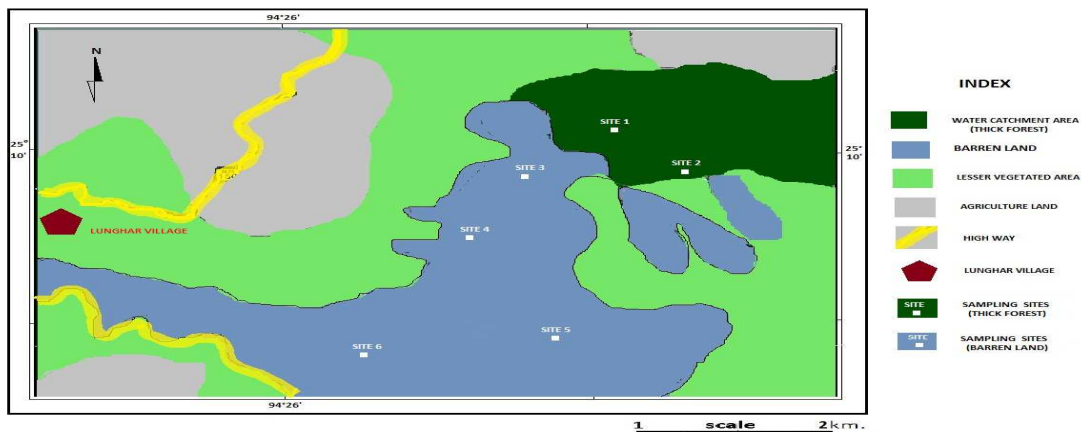 94°26'
N
25°
10'
25°
10'
SITE 1
SITE 2
SITE 3
SITE 4
SITE 5
SITE 6
LUNGHAR VILLAGE
94°26'
INDEX
WATER CATCHMENT AREA
(THICK FOREST)
BARREN LAND
LESSER VEGETATED AREA
AGRICULTURE LAND
HIGH WAY
LUNGHAR VILLAGE
SITE
SAMPLING SITES
(THICK FOREST)
SITE
SAMPLING SITES
(BARREN LAND)
1 scale 2km.